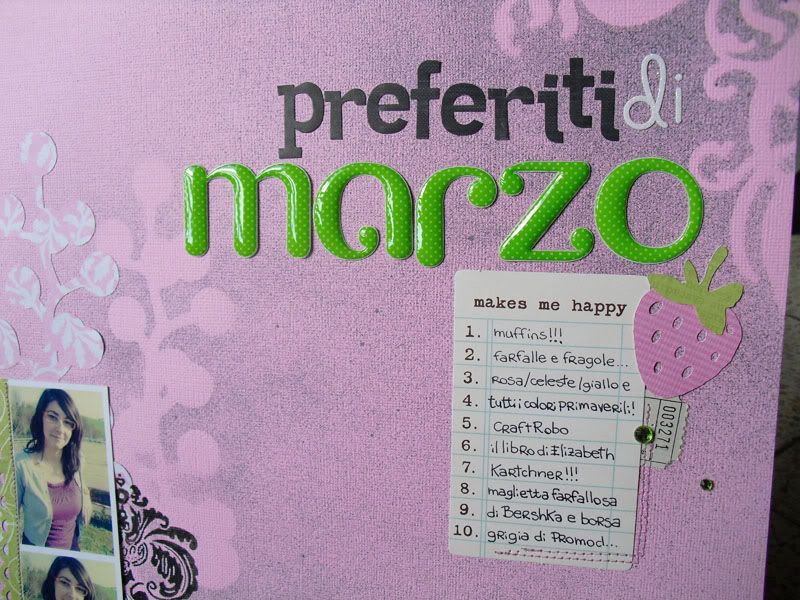 preferiti di
marzo
makes me happy
1. muffins!!!
2. farfalle e fragole...
3. rosa/celeste/giallo e
4. tutti i colori primaverili!
5. CraftRobo
6. il libro di Elizabeth
7. Kartchner!!!
8. maglietta farfallosa
9. di Bershka e borsa
10. grigia di Promod...
003271